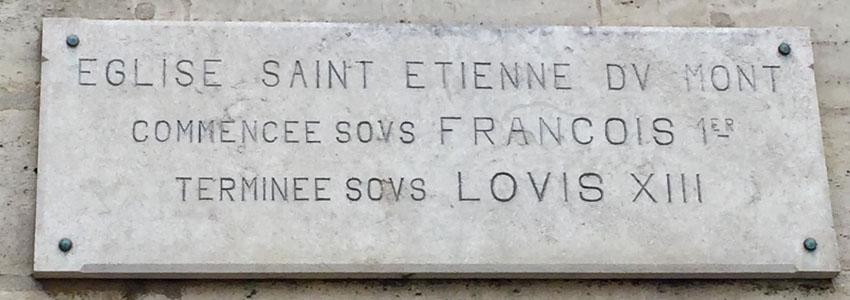 EGLISE SAINT ETIENNE DV MONT
COMMENCEE SOVS FRANCOIS 1ER
TERMINEE SOVS LOVIS XIII